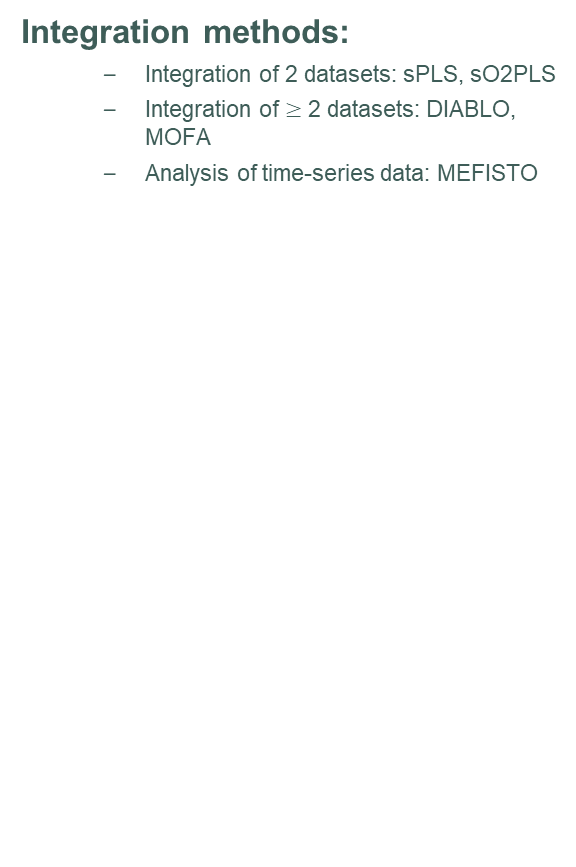 Integration methods:
– Integration of 2 datasets: sPLS, sO2PLS
– Integration of ≥ 2 datasets: DIABLO,
MOFA
– Analysis of time-series data: MEFISTO